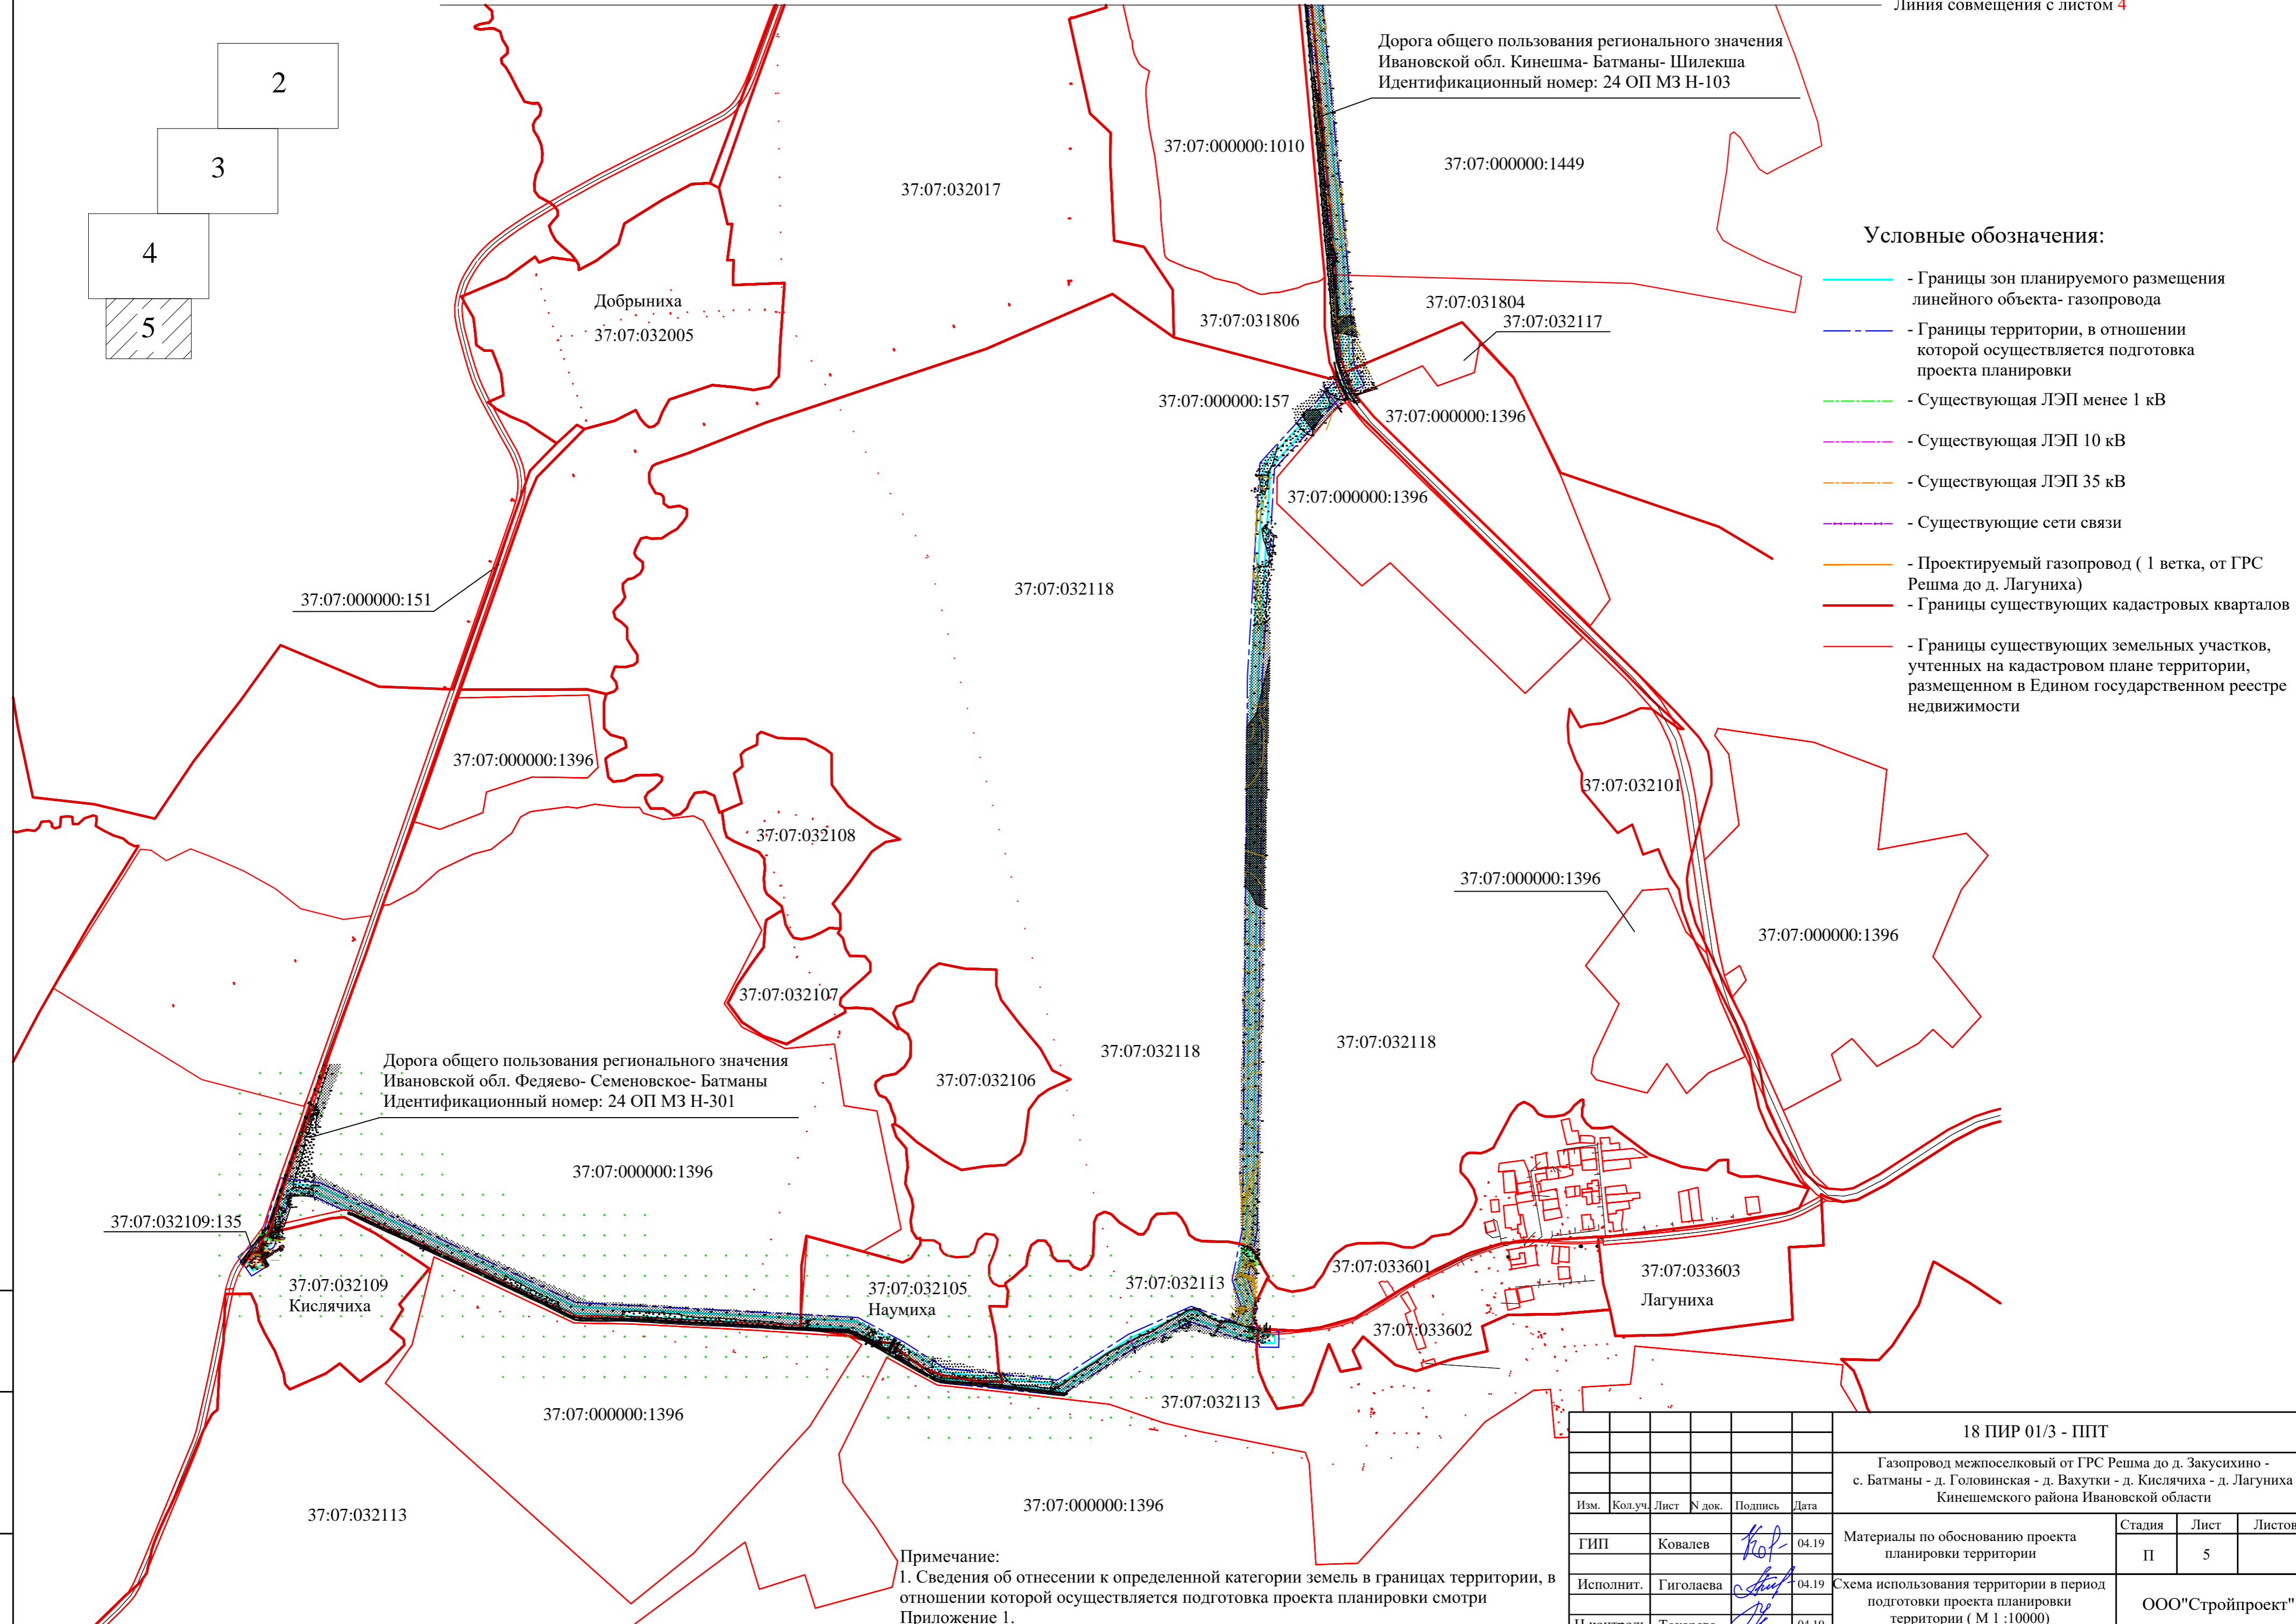 Линия совмещения с листом 4
2
3
4
5
Дорога общего пользования регионального значения
Ивановской обл. Кинешма- Батманы- Шилекша
Идентификационный номер: 24 ОП МЗ Н-103
37:07:000000:1010
37:07:000000:1449
37:07:032017
Условные обозначения:
- Границы зон планируемого размещения
линейного объекта- газопровода
- Границы территории, в отношении
которой осуществляется подготовка
проекта планировки
- Существующая ЛЭП менее 1 кВ
- Существующая ЛЭП 10 кВ
- Существующая ЛЭП 35 кВ
- Существующие сети связи
- Проектируемый газопровод ( 1 ветка, от ГРС
Решма до д. Лагуниха)
- Границы существующих кадастровых кварталов
- Границы существующих земельных участков,
учтенных на кадастровом плане территории,
размещенном в Едином государственном реестре
недвижимости
Добрыниха
37:07:032005
37:07:031806
37:07:031804
37:07:032117
37:07:000000:157
37:07:000000:1396
37:07:000000:1396
37:07:032118
37:07:000000:151
37:07:000000:1396
37:07:032101
37:07:032108
37:07:000000:1396
37:07:000000:1396
37:07:032107
37:07:032118
37:07:032118
Дорога общего пользования регионального значения
Ивановской обл. Федяево- Семеновское- Батманы
Идентификационный номер: 24 ОП МЗ Н-301
37:07:032106
37:07:000000:1396
37:07:032109:135
37:07:032109
Кислячиха
37:07:032105
Наумиха
37:07:032113
37:07:033601
37:07:033603
Лагуниха
37:07:033602
37:07:032113
37:07:000000:1396
37:07:032113
37:07:000000:1396
Примечание:
1. Сведения об отнесении к определенной категории земель в границах территории, в
отношении которой осуществляется подготовка проекта планировки смотри
Приложение 1.
18 ПИР 01/3 - ППТ
Газопровод межпоселковый от ГРС Решма до д. Закусихино -
с. Батманы - д. Головинская - д. Вахутки - д. Кислячиха - д. Лагуниха
Кинешемского района Ивановской области
Изм. Кол.уч. Лист N док. Подпись Дата
ГИП Ковалев 04.19
Материалы по обоснованию проекта
планировки территории
Стадия Лист Листов
П 5
Исполнит. Гиголаева 04.19
Схема использования территории в период
подготовки проекта планировки
территории ( М 1 :10000)
ООО"Стройпроект"
04.19